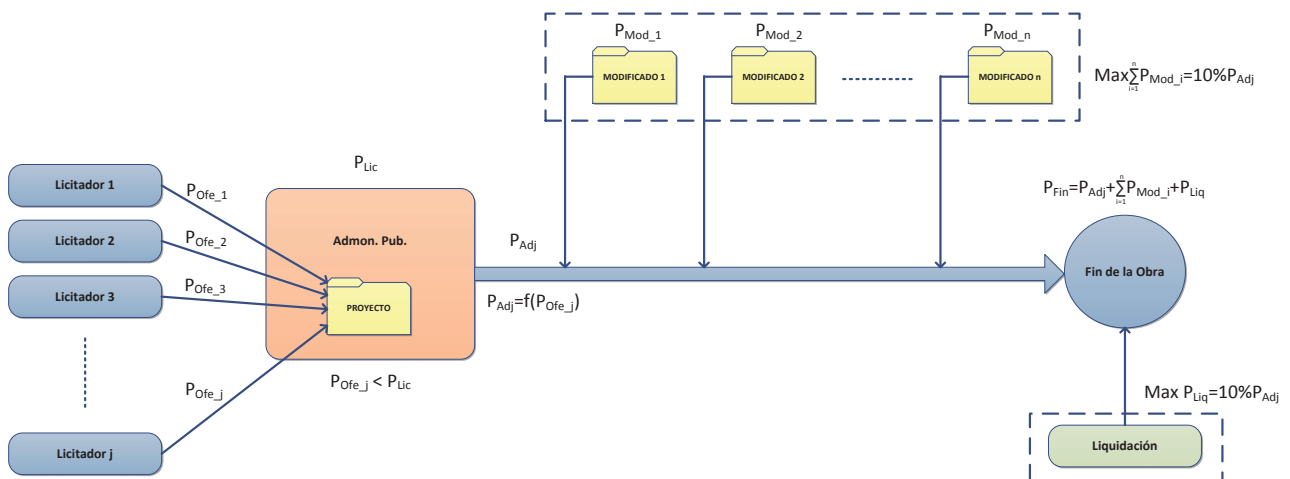 P_Mod_1
P_Mod_2
P_Mod_n
MODIFICADO 1
MODIFICADO 2
MODIFICADO n
Max∑_{i=1}^{n}P_Mod_i=10%P_Adj
P_Lic
Licitador 1
P_Ofe_1
Licitador 2
P_Ofe_2
Licitador 3
P_Ofe_3
P_Ofe_j
Licitador j
Admon. Pub.
PROYECTO
P_Ofe_j < P_Lic
P_Adj
P_Adj=f(P_Ofe_j)
P_Fin=P_Adj+∑_{i=1}^{n}P_Mod_i+P_Liq
Fin de la Obra
Max P_Liq=10%P_Adj
Liquidación